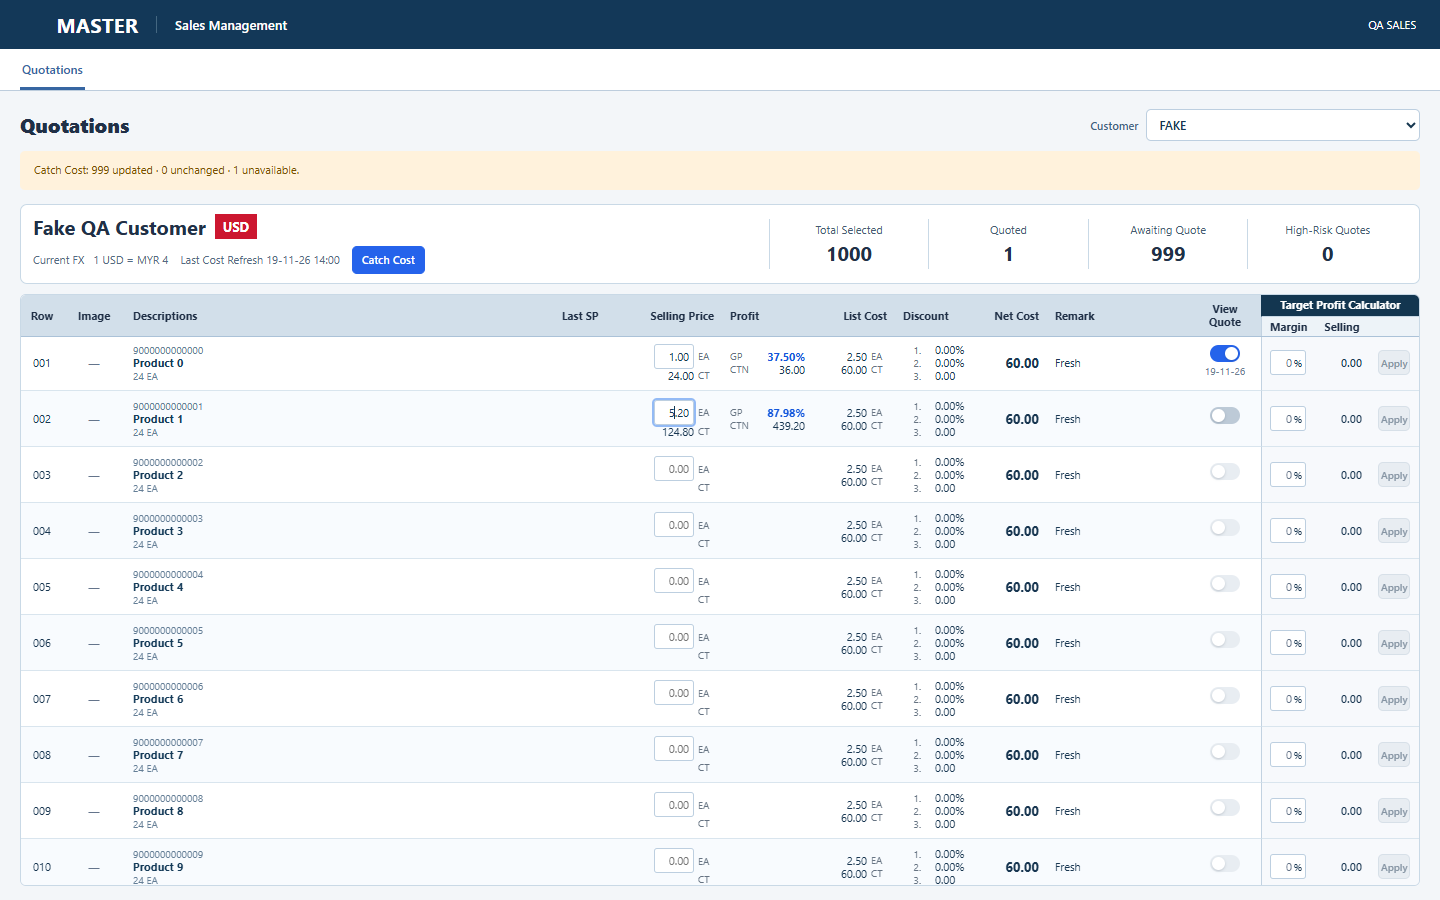 MASTER
Sales Management
QA SALES
Quotations
Quotations
Customer
FAKE
Catch Cost: 999 updated · 0 unchanged · 1 unavailable.
Fake QA Customer USD
Current FX 1 USD = MYR 4 Last Cost Refresh 19-11-26 14:00 Catch Cost
Total Selected
1000
Quoted
1
Awaiting Quote
999
High-Risk Quotes
0
Row Image Descriptions Last SP Selling Price Profit List Cost Discount Net Cost Remark View Quote
Target Profit Calculator
Margin Selling
001 — 9000000000000
Product 0
24 EA
1.00 EA
24.00 CT
GP 37.50%
CTN 36.00
2.50 EA
60.00 CT
1. 0.00%
2. 0.00%
3. 0.00
60.00 Fresh
19-11-26
0 % 0.00 Apply
002 — 9000000000001
Product 1
24 EA
5.20 EA
124.80 CT
GP 87.98%
CTN 439.20
2.50 EA
60.00 CT
1. 0.00%
2. 0.00%
3. 0.00
60.00 Fresh
0 % 0.00 Apply
003 — 9000000000002
Product 2
24 EA
0.00 EA
CT
2.50 EA
60.00 CT
1. 0.00%
2. 0.00%
3. 0.00
60.00 Fresh
0 % 0.00 Apply
004 — 9000000000003
Product 3
24 EA
0.00 EA
CT
2.50 EA
60.00 CT
1. 0.00%
2. 0.00%
3. 0.00
60.00 Fresh
0 % 0.00 Apply
005 — 9000000000004
Product 4
24 EA
0.00 EA
CT
2.50 EA
60.00 CT
1. 0.00%
2. 0.00%
3. 0.00
60.00 Fresh
0 % 0.00 Apply
006 — 9000000000005
Product 5
24 EA
0.00 EA
CT
2.50 EA
60.00 CT
1. 0.00%
2. 0.00%
3. 0.00
60.00 Fresh
0 % 0.00 Apply
007 — 9000000000006
Product 6
24 EA
0.00 EA
CT
2.50 EA
60.00 CT
1. 0.00%
2. 0.00%
3. 0.00
60.00 Fresh
0 % 0.00 Apply
008 — 9000000000007
Product 7
24 EA
0.00 EA
CT
2.50 EA
60.00 CT
1. 0.00%
2. 0.00%
3. 0.00
60.00 Fresh
0 % 0.00 Apply
009 — 9000000000008
Product 8
24 EA
0.00 EA
CT
2.50 EA
60.00 CT
1. 0.00%
2. 0.00%
3. 0.00
60.00 Fresh
0 % 0.00 Apply
010 — 9000000000009
Product 9
24 EA
0.00 EA
CT
2.50 EA
60.00 CT
1. 0.00%
2. 0.00%
3. 0.00
60.00 Fresh
0 % 0.00 Apply